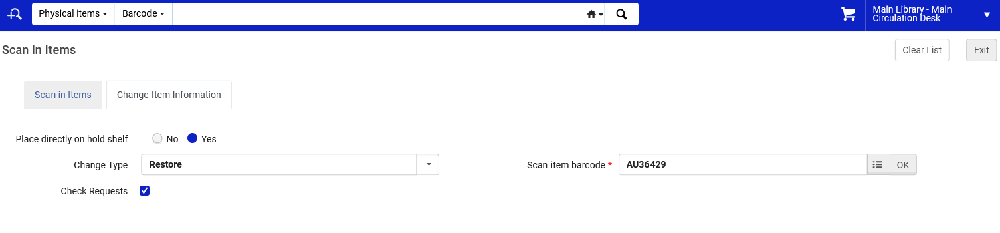 Physical items Barcode
Main Library - Main
Circulation Desk
Scan In Items
Clear List Exit
Scan in Items Change Item Information
Place directly on hold shelf No Yes
Change Type Restore Scan item barcode * AU36429 OK
Check Requests